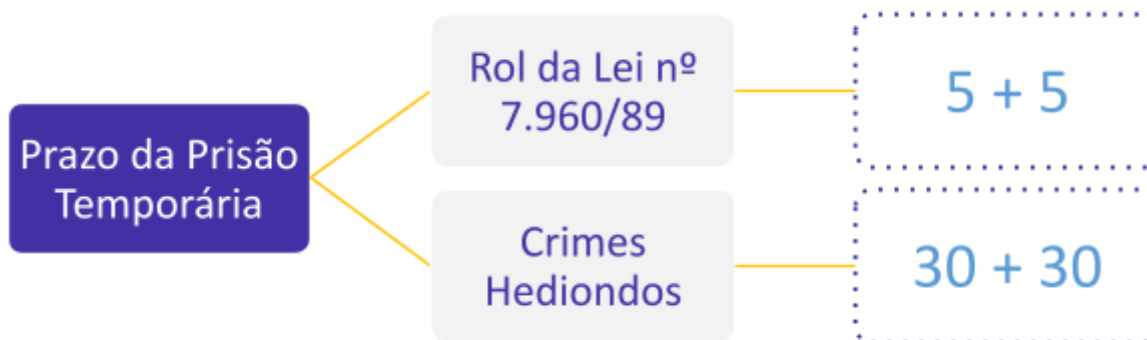 Prazo da Prisão
Temporária
Rol da Lei nº
7.960/89
5 + 5
Crimes
Hediondos
30 + 30